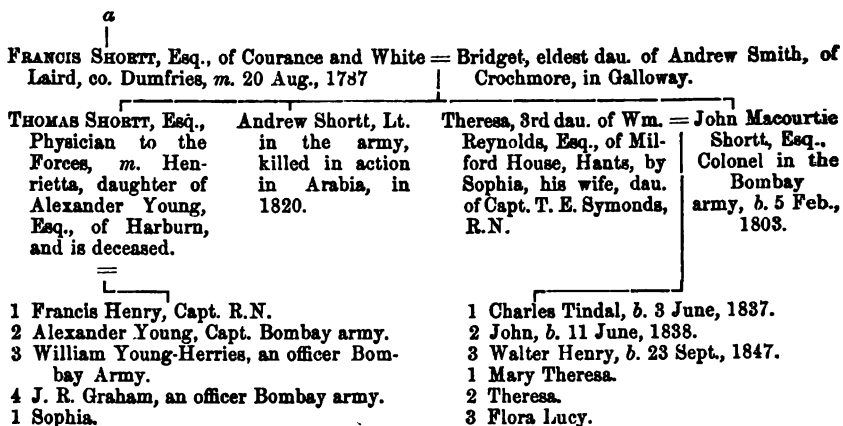 a
FRANCIS SHORTT, Esq., of Courance and White = Bridget, eldest dau. of Andrew Smith, of
Laird, co. Dumfries, m. 20 Aug., 1787
Crochmore, in Galloway.
THOMAS SHORTT, Esq.,
Physician to the
Forces, m. Hen-
rietta, daughter of
Alexander Young,
Esq., of Harburn,
and is deceased.
=
Andrew Shortt, Lt.
in the army,
killed in action
in Arabia, in
1820.
Theresa, 3rd dau. of Wm. =
Reynolds, Esq., of Mil-
ford House, Hants, by
Sophia, his wife, dau.
of Capt. T. E. Symonds,
R.N.
John Macourtie
Shortt, Esq.,
Colonel in the
Bombay
army, b. 5 Feb.,
1803.
1 Francis Henry, Capt. R.N.
2 Alexander Young, Capt. Bombay army.
3 William Young-Herries, an officer Bom-
bay Army.
4 J. R. Graham, an officer Bombay army.
1 Sophia.
1 Charles Tindal, b. 3 June, 1837.
2 John, b. 11 June, 1838.
3 Walter Henry, b. 23 Sept., 1847.
1 Mary Theresa.
2 Theresa.
3 Flora Lucy.